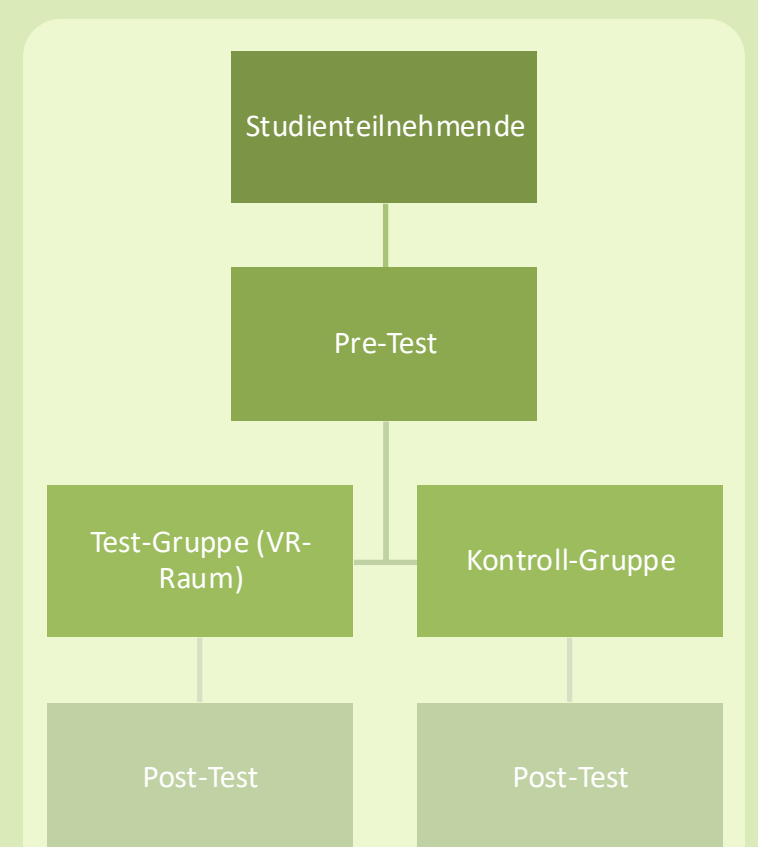 Studienteilnehmende
Pre-Test
Test-Gruppe (VR-
Raum)
Kontroll-Gruppe
Post-Test
Post-Test